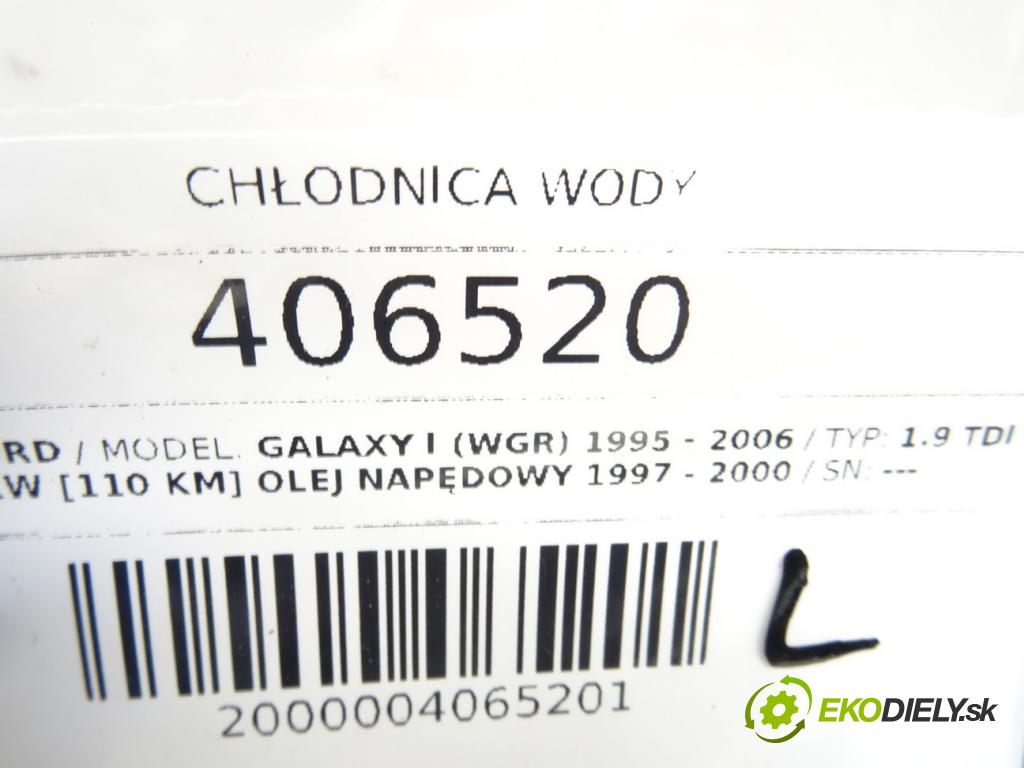 CHŁODNICA WODY
406520
RD / MODEL. GALAXY I (WGR) 1995 - 2006 / TYP: 1.9 TDI
W [110 KM] OLEJ NAPĘDOWY 1997 - 2000 / SN: ---
2000004065201
L
EKODIELY.sk